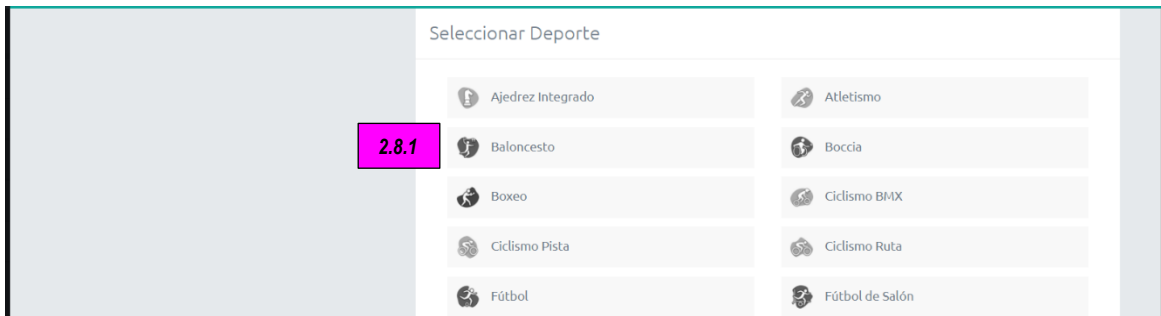 Seleccionar Deporte
Ajedrez Integrado
Atletismo
2.8.1
Baloncesto
Boccia
Boxeo
Ciclismo BMX
Ciclismo Pista
Ciclismo Ruta
Fútbol
Fútbol de Salón